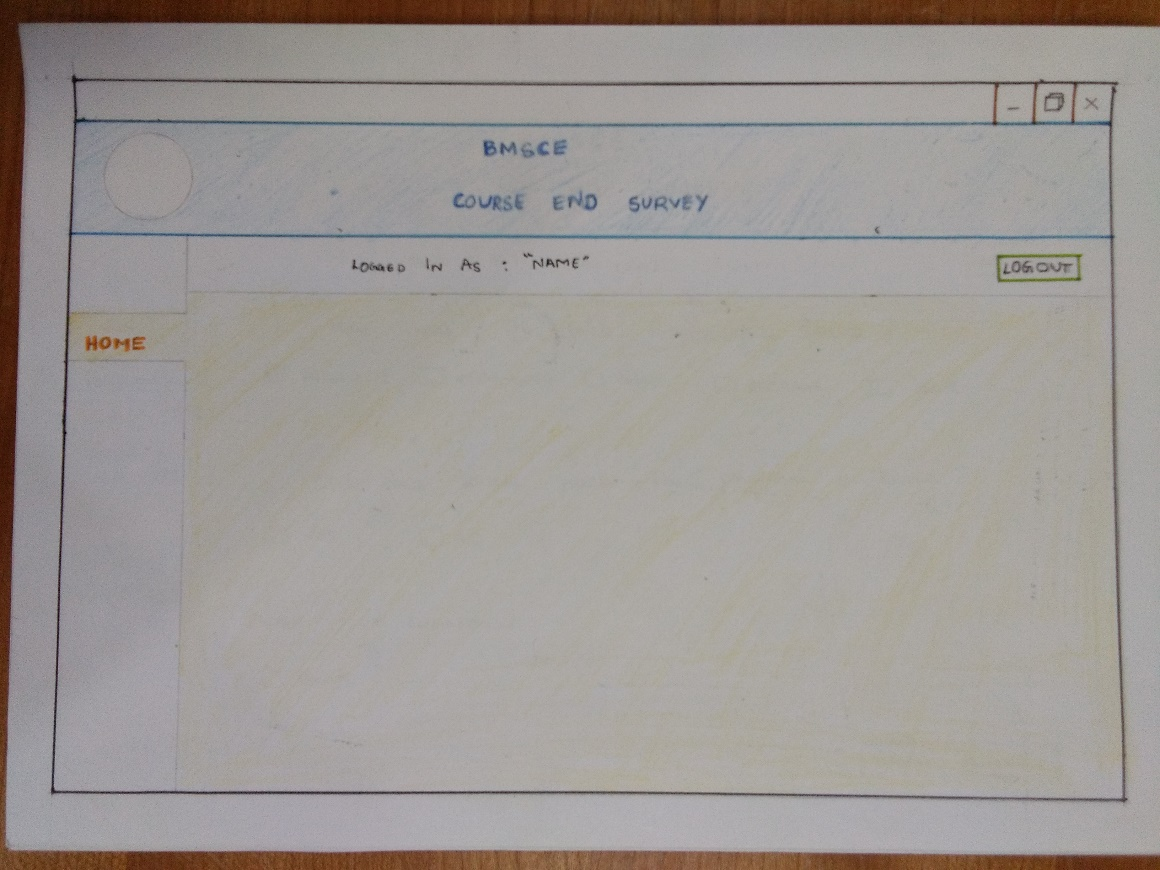 BMSCE
COURSE END SURVEY
LOGGED IN AS : "NAME"
LOGOUT
HOME